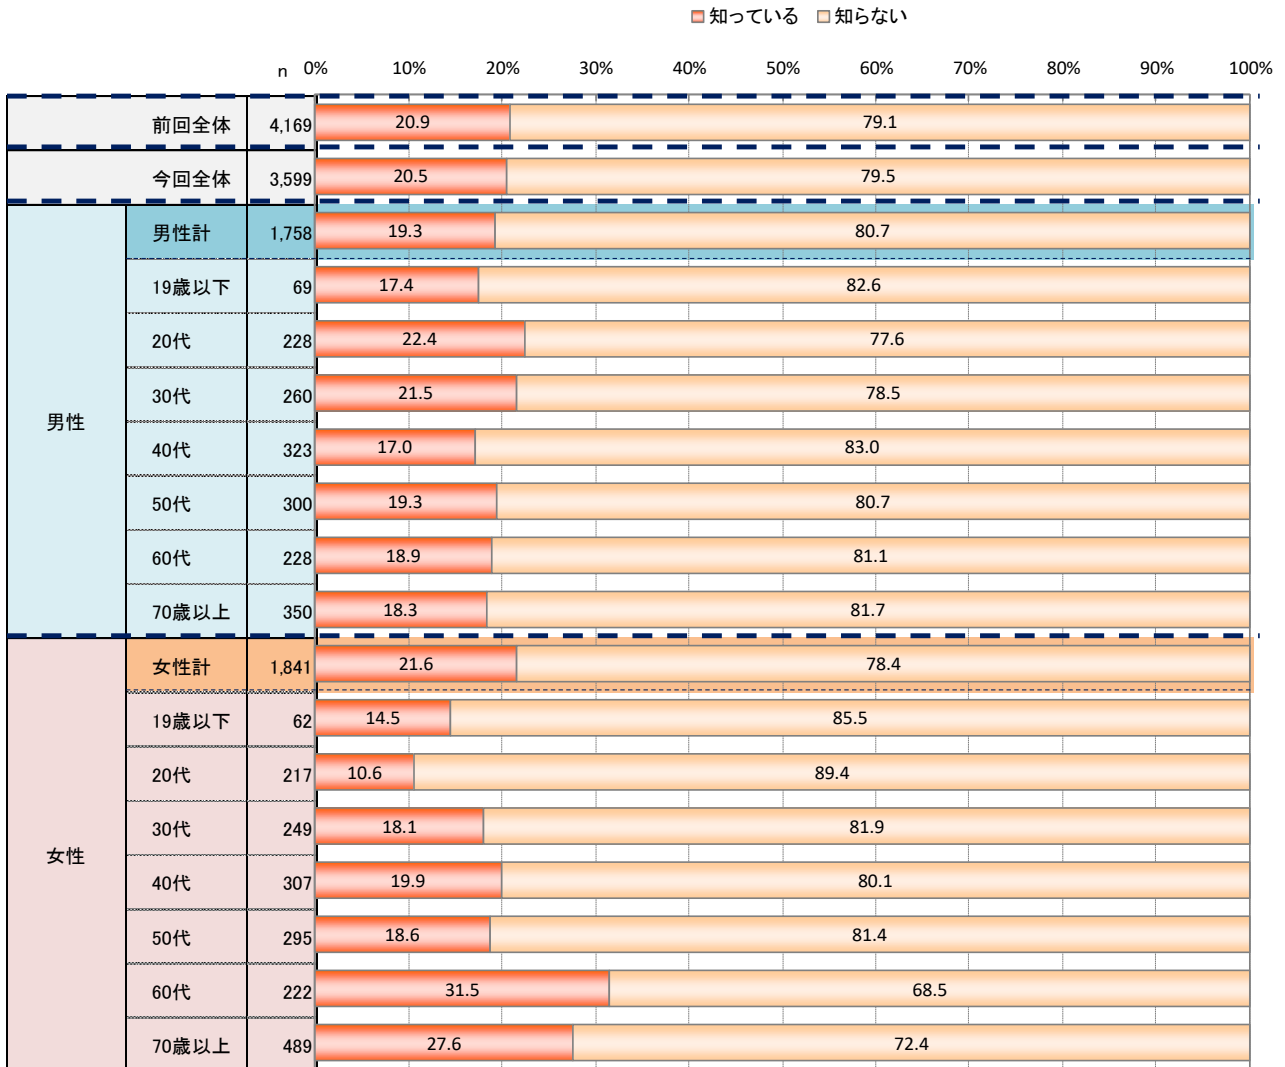 知っている 知らない
n 0% 10% 20% 30% 40% 50% 60% 70% 80% 90% 100%
前回全体 4,169 20.9 79.1
今回全体 3,599 20.5 79.5
男性計 1,758 19.3 80.7
19歳以下 69 17.4 82.6
20代 228 22.4 77.6
30代 260 21.5 78.5
男性
40代 323 17.0 83.0
50代 300 19.3 80.7
60代 228 18.9 81.1
70歳以上 350 18.3 81.7
女性計 1,841 21.6 78.4
19歳以下 62 14.5 85.5
20代 217 10.6 89.4
30代 249 18.1 81.9
女性
40代 307 19.9 80.1
50代 295 18.6 81.4
60代 222 31.5 68.5
70歳以上 489 27.6 72.4